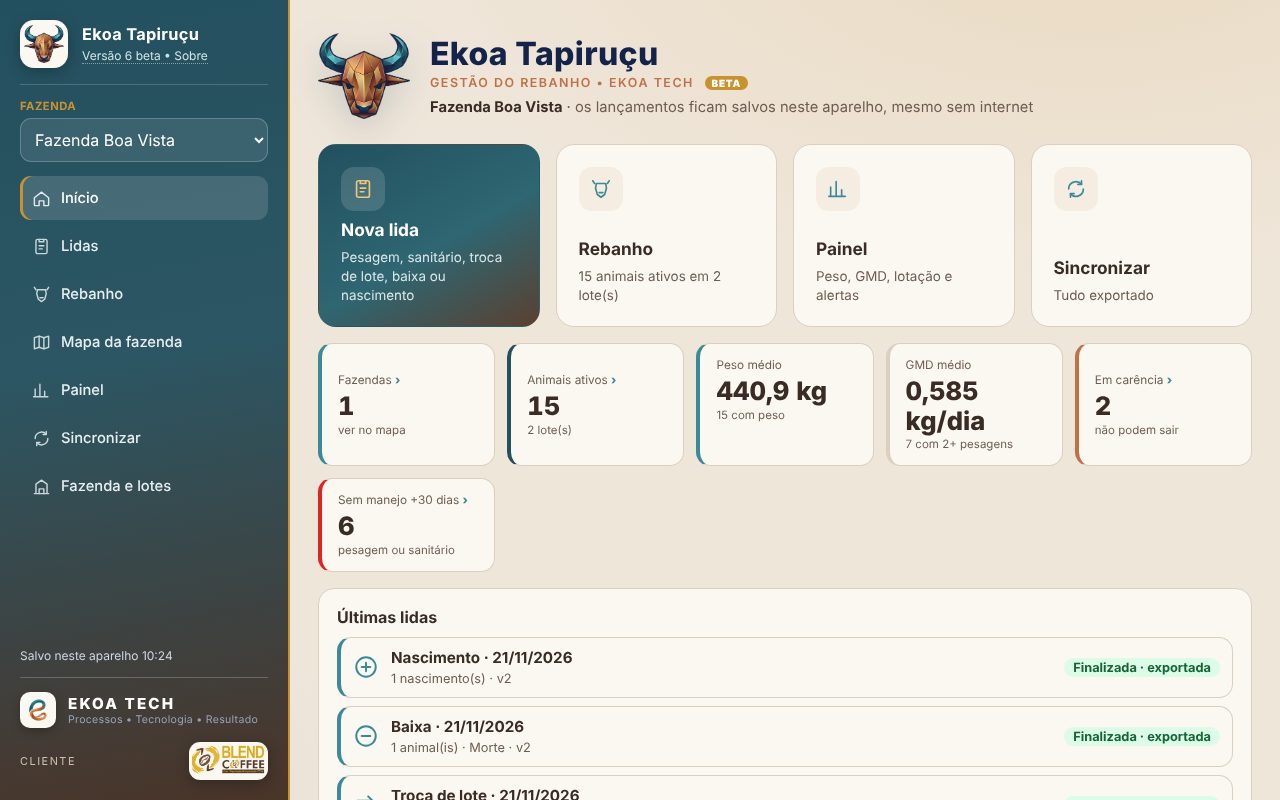 Ekoa Tapiruçu
Versão 6 beta • Sobre
FAZENDA
Fazenda Boa Vista
Início
Lidas
Rebanho
Mapa da fazenda
Painel
Sincronizar
Fazenda e lotes
Salvo neste aparelho 10:24
EKOA TECH
Processos • Tecnologia • Resultado
CLIENTE
BLEND
COFFEE
Ekoa Tapiruçu
GESTÃO DO REBANHO • EKOA TECH BETA
Fazenda Boa Vista · os lançamentos ficam salvos neste aparelho, mesmo sem internet
Nova lida
Pesagem, sanitário, troca
de lote, baixa ou
nascimento
Rebanho
15 animais ativos em 2
lote(s)
Painel
Peso, GMD, lotação e
alertas
Sincronizar
Tudo exportado
Fazendas ›
1
ver no mapa
Animais ativos ›
15
2 lote(s)
Peso médio
440,9 kg
15 com peso
GMD médio
0,585
kg/dia
7 com 2+ pesagens
Em carência ›
2
não podem sair
Sem manejo +30 dias ›
6
pesagem ou sanitário
Últimas lidas
Nascimento · 21/11/2026
1 nascimento(s) · v2
Finalizada · exportada
Baixa · 21/11/2026
1 animal(is) · Morte · v2
Finalizada · exportada
Troca de lote · 21/11/2026